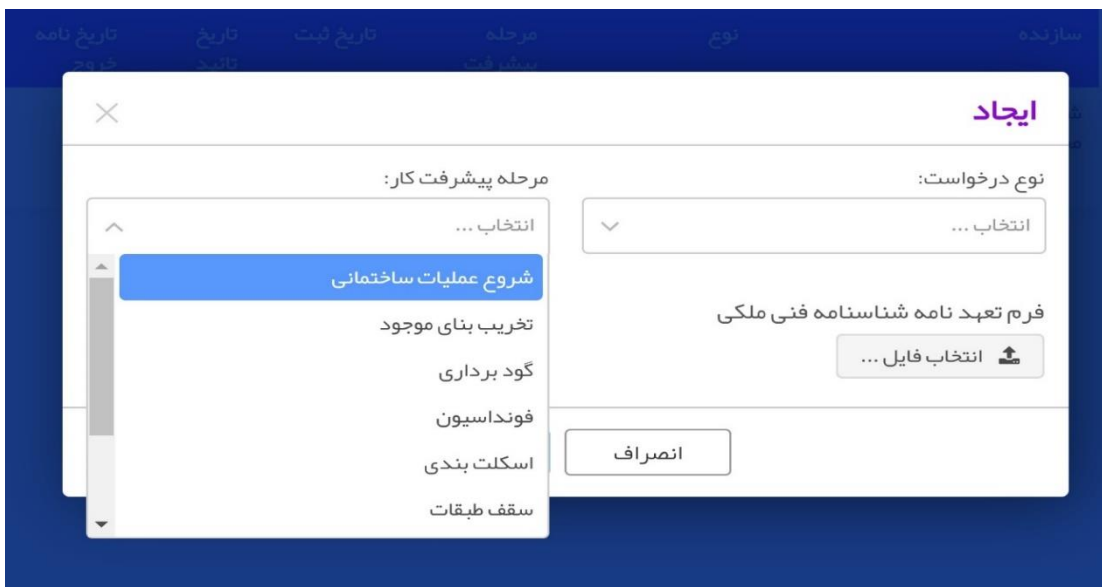 سازنده نوع مرحله پیشرفت تاریخ ثبت تاریخ تائید تاریخ نامه خروج
ایجاد
نوع درخواست: مرحله پیشرفت کار:
انتخاب ... انتخاب ...
شروع عملیات ساختمانی
تخریب بنای موجود
فرم تعهد نامه شناسنامه فنی ملکی
انتخاب فایل ...
گود برداری
فونداسیون
انصراف
اسکلت بندی
سقف طبقات